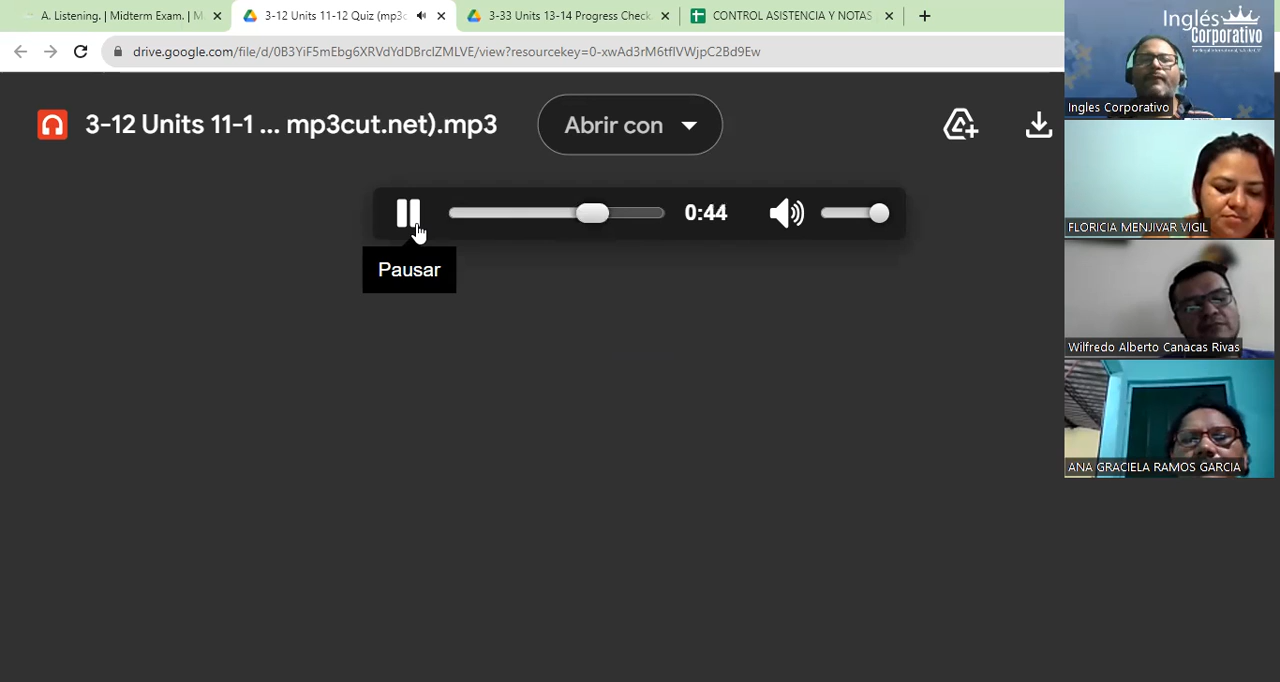 A. Listening. | Midterm Exam. | M
3-12 Units 11-12 Quiz (mp3c
3-33 Units 13-14 Progress Check.
CONTROL ASISTENCIA Y NOTAS
drive.google.com/file/d/0B3YiF5mEbg6XRVdYdDBrclZMLVE/view?resourcekey=0-xwAd3rM6tflVWjpC2Bd9Ew
3-12 Units 11-1 ... mp3cut.net).mp3
Abrir con
0:44
Pausar
Inglés
Corporativo
Ingles Corporativo
FLORICIA MENJIVAR VIGIL
Wilfredo Alberto Canacas Rivas
ANA GRACIELA RAMOS GARCIA